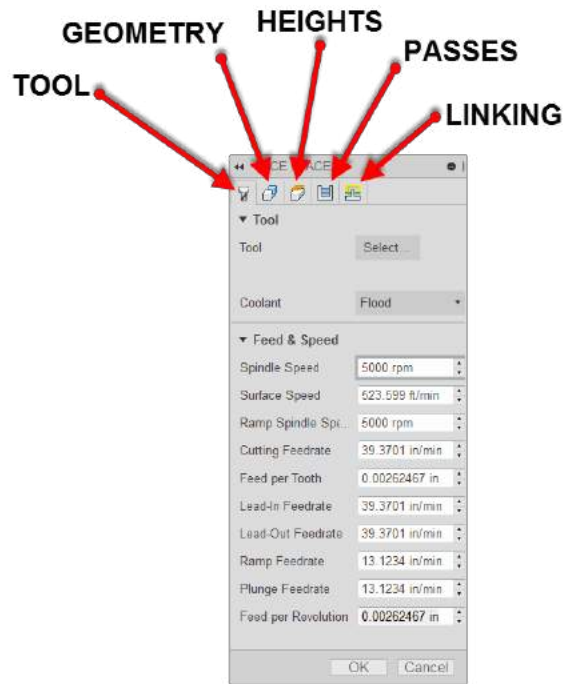 HEIGHTS
GEOMETRY
PASSES
TOOL
LINKING
Tool
Tool Select...
Coolant Flood
Feed & Speed
Spindle Speed 5000 rpm
Surface Speed 523.599 ft/min
Ramp Spindle Spe... 5000 rpm
Cutting Feedrate 39.3701 in/min
Feed per Tooth 0.00262467 in
Lead-In Feedrate 39.3701 in/min
Lead-Out Feedrate 39.3701 in/min
Ramp Feedrate 13.1234 in/min
Plunge Feedrate 13.1234 in/min
Feed per Revolution 0.00262467 in
OK Cancel